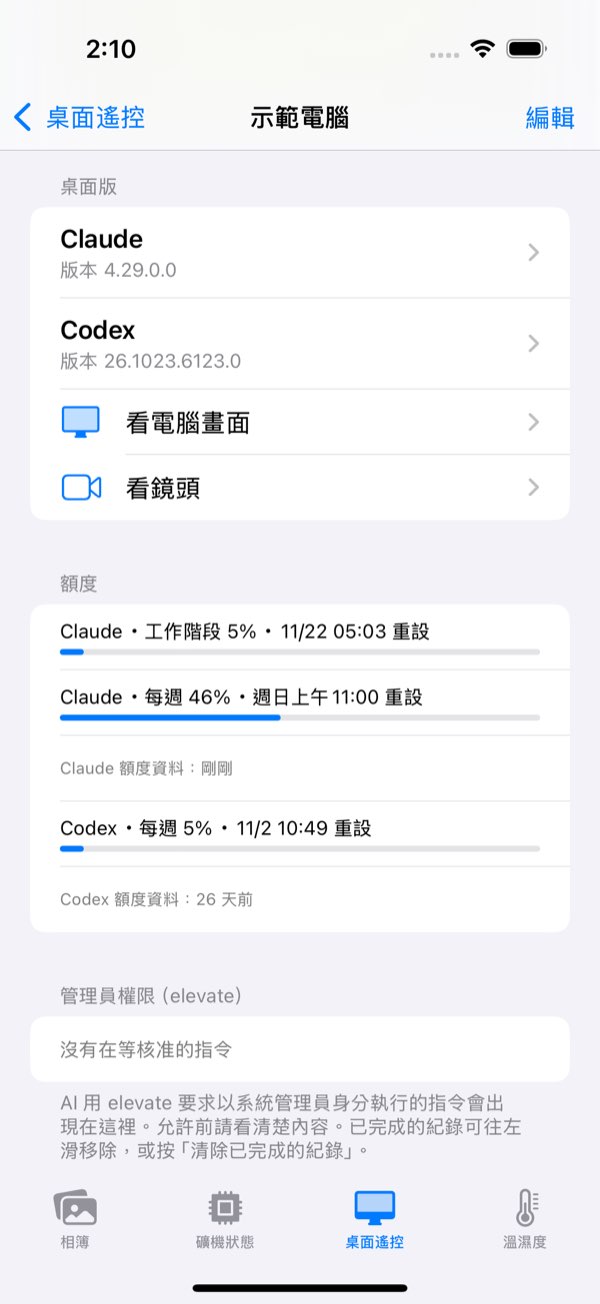 2:10
桌面遙控
示範電腦
編輯
桌面版
Claude
版本 4.29.0.0
Codex
版本 26.1023.6123.0
看電腦畫面
看鏡頭
額度
Claude・工作階段 5%・11/22 05:03 重設
Claude・每週 46%・週日上午11:00 重設
Claude 額度資料：剛剛
Codex・每週 5%・11/2 10:49 重設
Codex 額度資料：26 天前
管理員權限（elevate）
沒有在等核准的指令
AI 用 elevate 要求以系統管理員身分執行的指令會出
現在這裡。允許前請看清楚內容。已完成的紀錄可往左
滑移除，或按「清除已完成的紀錄」。
相簿
礦機狀態
桌面遙控
溫濕度